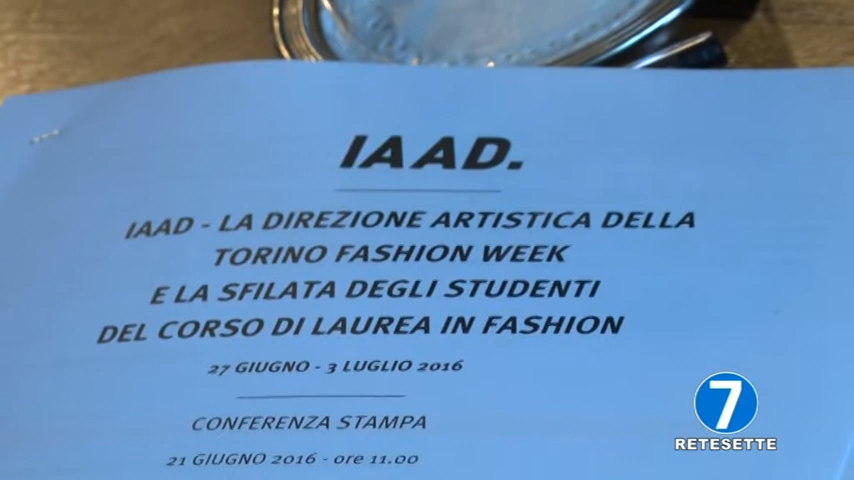 IAAD.
IAAD - LA DIREZIONE ARTISTICA DELLA
TORINO FASHION WEEK
E LA SFILATA DEGLI STUDENTI
DEL CORSO DI LAUREA IN FASHION
27 GIUGNO - 3 LUGLIO 2016
CONFERENZA STAMPA
21 GIUGNO 2016 - ore 11.00
7
RETESETTE